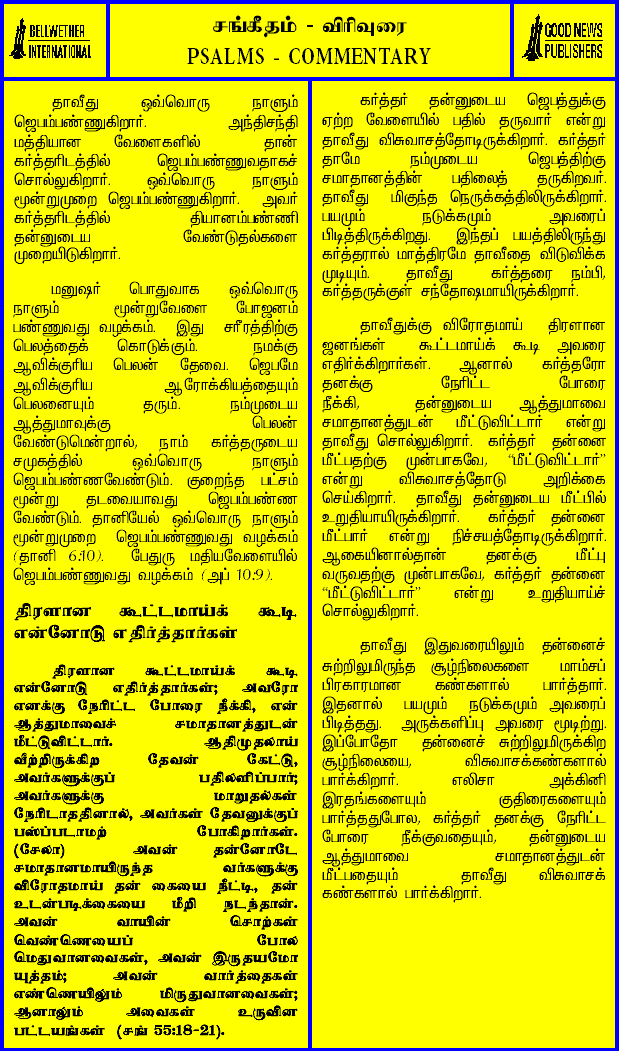 BELLWETHER
INTERNATIONAL
சங்கீதம் - விரிவுரை
PSALMS - COMMENTARY
GOOD NEWS
PUBLISHERS
தாவீது ஒவ்வொரு நாளும்
ஜெபம்பண்ணுகிறார். அந்திசந்தி
மத்தியான வேளைகளில் தான்
கர்த்தரிடத்தில் ஜெபம்பண்ணுவதாகச்
சொல்லுகிறார். ஒவ்வொரு நாளும்
மூன்றுமுறை ஜெபம்பண்ணுகிறார். அவர்
கர்த்தரிடத்தில் தியானம்பண்ணி
தன்னுடைய வேண்டுதல்களை
முறையிடுகிறார்.
மனுஷர் பொதுவாக ஒவ்வொரு
நாளும் மூன்றுவேளை போஜனம்
பண்ணுவது வழக்கம். இது சரீரத்திற்கு
பெலத்தைக் கொடுக்கும். நமக்கு
ஆவிக்குரிய பெலன் தேவை. ஜெபமே
ஆவிக்குரிய ஆரோக்கியத்தையும்
பெலனையும் தரும். நம்முடைய
ஆத்துமாவுக்கு பெலன்
வேண்டுமென்றால், நாம் கர்த்தருடைய
சமுகத்தில் ஒவ்வொரு நாளும்
ஜெபம்பண்ணவேண்டும். குறைந்த பட்சம்
மூன்று தடவையாவது ஜெபம்பண்ண
வேண்டும். தானியேல் ஒவ்வொரு நாளும்
மூன்றுமுறை ஜெபம்பண்ணுவது வழக்கம்
(தானி 6:10). பேதுரு மதியவேளையில்
ஜெபம்பண்ணுவது வழக்கம் (அப் 10:9).
திரளான கூட்டமாய்க் கூடி
என்னோடு எதிர்த்தார்கள்
திரளான கூட்டமாய்க் கூடி
என்னோடு எதிர்த்தார்கள்; அவரோ
எனக்கு நேரிட்ட போரை நீக்கி, என்
ஆத்துமாவைச் சமாதானத்துடன்
மீட்டுவிட்டார். ஆதிமுதலாய்
வீற்றிருக்கிற தேவன் கேட்டு,
அவர்களுக்குப் பதிலளிப்பார்;
அவர்களுக்கு மாறுதல்கள்
நேரிடாததினால், அவர்கள் தேவனுக்குப்
பயப்படாமற் போகிறார்கள்.
(சேலா) அவன் தன்னோடே
சமாதானமாயிருந்த வர்களுக்கு
விரோதமாய் தன் கையை நீட்டி, தன்
உடன்படிக்கையை மீறி நடந்தான்.
அவன் வாயின் சொற்கள்
வெண்ணெயைப் போல
மெதுவானவைகள், அவன் இருதயமோ
யுத்தம்; அவன் வார்த்தைகள்
எண்ணெயிலும் மிருதுவானவைகள்;
ஆனாலும் அவைகள் உருவின
பட்டயங்கள் (சங் 55:18-21).
கர்த்தர் தன்னுடைய ஜெபத்துக்கு
ஏற்ற வேளையில் பதில் தருவார் என்று
தாவீது விசுவாசத்தோடிருக்கிறார். கர்த்தர்
தாமே நம்முடைய ஜெபத்திற்கு
சமாதானத்தின் பதிலைத் தருகிறவர்.
தாவீது மிகுந்த நெருக்கத்திலிருக்கிறார்.
பயமும் நடுக்கமும் அவரைப்
பிடித்திருக்கிறது. இந்தப் பயத்திலிருந்து
கர்த்தரால் மாத்திரமே தாவீதை விடுவிக்க
முடியும். தாவீது கர்த்தரை நம்பி,
கர்த்தருக்குள் சந்தோஷமாயிருக்கிறார்.
தாவீதுக்கு விரோதமாய் திரளான
ஜனங்கள் கூட்டமாய்க் கூடி அவரை
எதிர்க்கிறார்கள். ஆனால் கர்த்தரோ
தனக்கு நேரிட்ட போரை
நீக்கி, தன்னுடைய ஆத்துமாவை
சமாதானத்துடன் மீட்டுவிட்டார் என்று
தாவீது சொல்லுகிறார். கர்த்தர் தன்னை
மீட்பதற்கு முன்பாகவே, “மீட்டுவிட்டார்”
என்று விசுவாசத்தோடு அறிக்கை
செய்கிறார். தாவீது தன்னுடைய மீட்பில்
உறுதியாயிருக்கிறார். கர்த்தர் தன்னை
மீட்பார் என்று நிச்சயத்தோடிருக்கிறார்.
ஆகையினால்தான் தனக்கு மீட்பு
வருவதற்கு முன்பாகவே, கர்த்தர் தன்னை
“மீட்டுவிட்டார்” என்று உறுதியாய்ச்
சொல்லுகிறார்.
தாவீது இதுவரையிலும் தன்னைச்
சுற்றிலுமிருந்த சூழ்நிலைகளை மாம்சப்
பிரகாரமான கண்களால் பார்த்தார்.
இதனால் பயமும் நடுக்கமும் அவரைப்
பிடித்தது. அருக்களிப்பு அவரை மூடிற்று.
இப்போதோ தன்னைச் சுற்றிலுமிருக்கிற
சூழ்நிலையை, விசுவாசக்கண்களால்
பார்க்கிறார். எலிசா அக்கினி
இரதங்களையும் குதிரைகளையும்
பார்த்ததுபோல, கர்த்தர் தனக்கு நேரிட்ட
போரை நீக்குவதையும், தன்னுடைய
ஆத்துமாவை சமாதானத்துடன்
மீட்பதையும் தாவீது விசுவாசக்
கண்களால் பார்க்கிறார்.